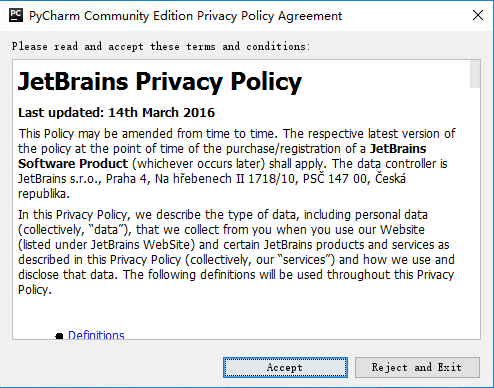 PC PyCharm Community Edition Privacy Policy Agreement
Please read and accept these terms and conditions:
JetBrains Privacy Policy
Last updated: 14th March 2016
This Policy may be amended from time to time. The respective latest version of
the policy at the point of time of the purchase/registration of a JetBrains
Software Product (whichever occurs later) shall apply. The data controller is
JetBrains s.r.o., Praha 4, Na hřebenech II 1718/10, PSČ 147 00, Česká
republika.
In this Privacy Policy, we describe the type of data, including personal data
(collectively, “data”), that we collect from you when you use our Website
(listed under JetBrains WebSite) and certain JetBrains products and services as
described in this Privacy Policy (collectively, our “services”) and how we use and
disclose that data. The following definitions will be used throughout this Privacy
Policy.
Definitions
Accept Reject and Exit